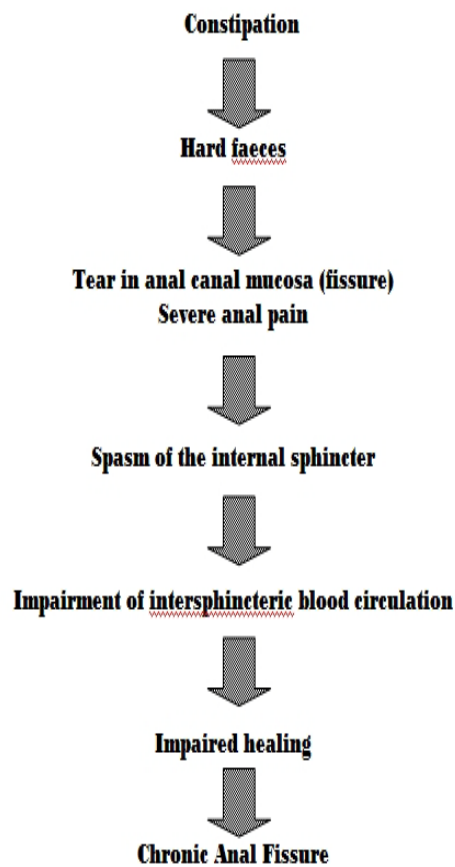 Constipation
Hard faeces
Tear in anal canal mucosa (fissure)
Severe anal pain
Spasm of the internal sphincter
Impairment of intersphincteric blood circulation
Impaired healing
Chronic Anal Fissure